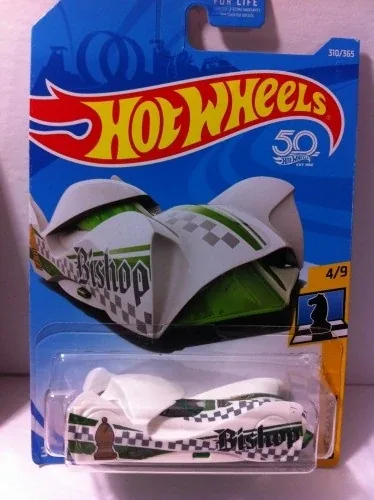 FOR LIFE
310/365
HOT WHEELS
50
Bishop
4/9
Bishop